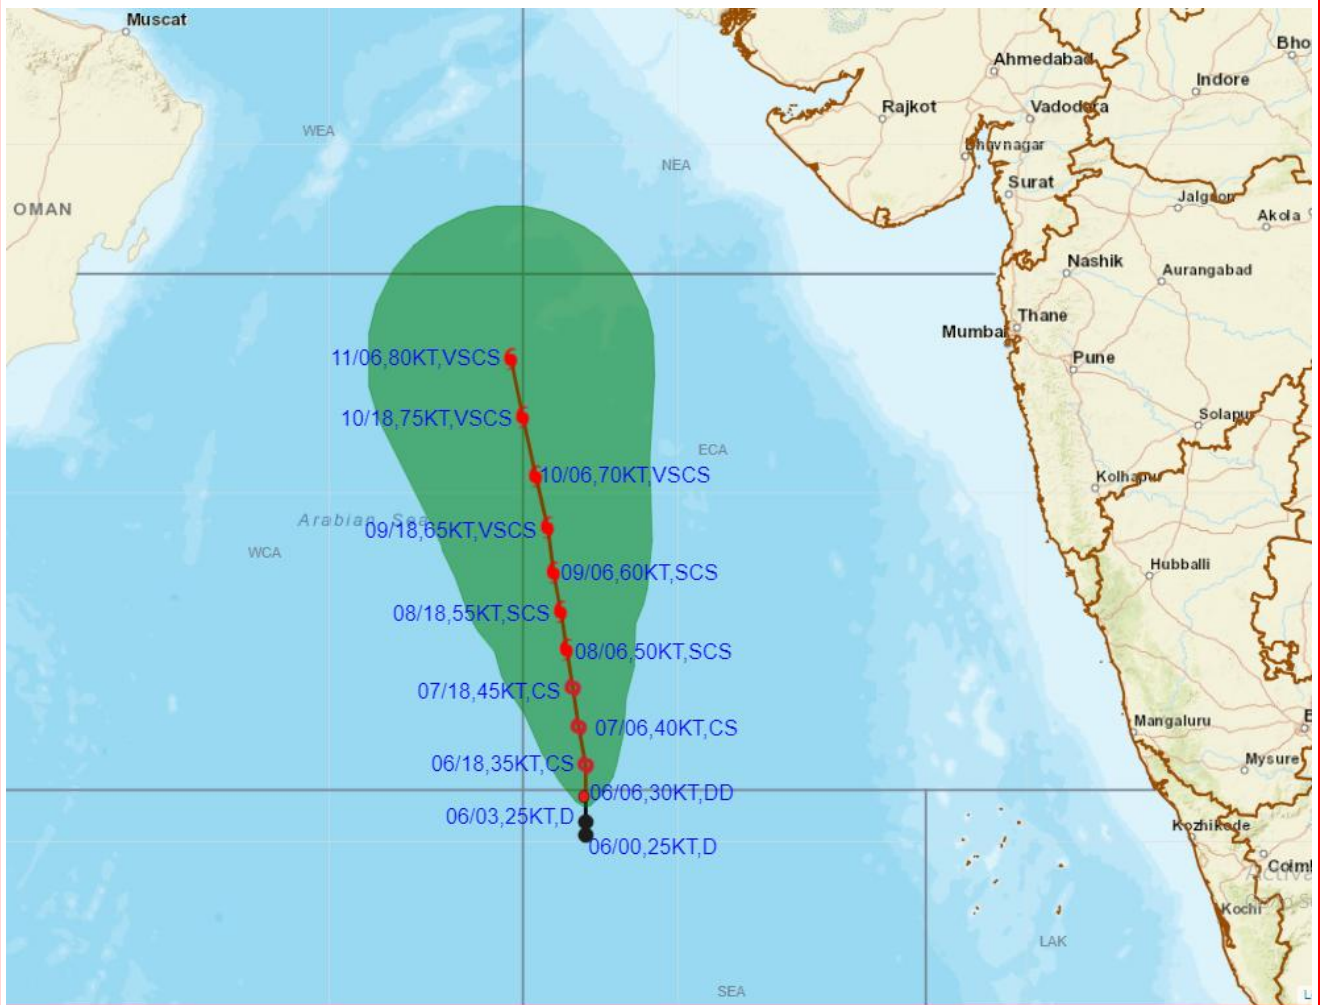 Muscat
Bho
Ahmedabad
Indore
Rajkot
Vadodara
WEA
Bhavnagar
NEA
Surat
Jalgaon
OMAN
Akola
Nashik
Aurangabad
Thane
Mumbai
11/06,80KT,VSCS
Pune
10/18,75KT,VSCS
Solapur
ECA
10/06,70KT,VSCS
Kolhapur
Arabian Sea
09/18,65KT,VSCS
WCA
09/06,60KT,SCS
Hubballi
08/18,55KT,SCS
08/06,50KT,SCS
07/18,45KT,CS
Mangaluru
07/06,40KT,CS
Mysuru
06/18,35KT,CS
06/06,30KT,DD
06/03,25KT,D
Kozhikode
06/00,25KT,D
Coim
Activa
Kochi
LAK
SEA